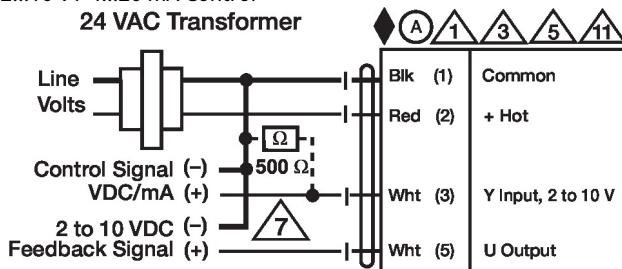 24 VAC Transformer
A 1 3 5 11
Line
Volts
Blk (1) Common
Red (2) + Hot
Ω
500 Ω
Control Signal (–)
VDC/mA (+)
Wht (3) Y Input, 2 to 10 V
7
2 to 10 VDC (–)
Feedback Signal (+)
Wht (5) U Output